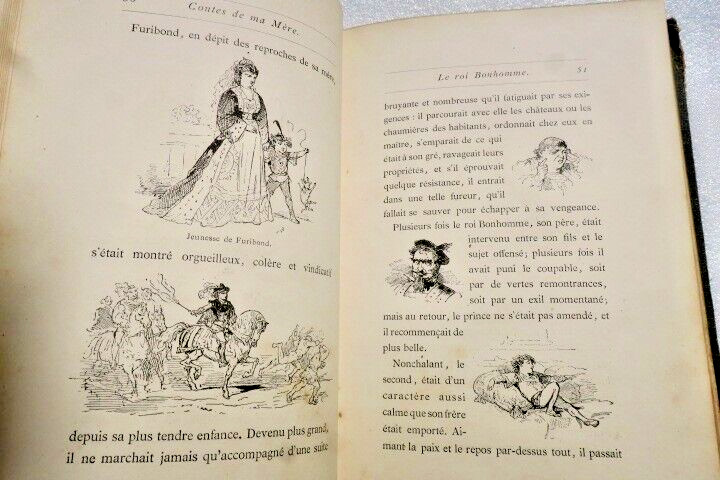 Contes de ma Mère.
Furibond, en dépit des reproches de sa mère,
Jeunesse de Furibond.
s'était montré orgueilleux, colère et vindicatif
depuis sa plus tendre enfance. Devenu plus grand,
il ne marchait jamais qu'accompagné d'une suite
Le roi Bonhomme. 51
bruyante et nombreuse qu'il fatiguait par ses exi-
gences : il parcourait avec elle les châteaux ou les
chaumières des habitants, ordonnait chez eux en
maître, s'emparait de ce qui
était à son gré, ravageait leurs
propriétés, et s'il éprouvait
quelque résistance, il entrait
dans une telle fureur, qu'il
fallait se sauver pour échapper à sa vengeance.
Plusieurs fois le roi Bonhomme, son père, était
intervenu entre son fils et le
sujet offensé; plusieurs fois il
avait puni le coupable, soit
par de vertes remontrances,
soit par un exil momentané;
mais au retour, le prince ne s'était pas amendé, et
il recommençait de
plus belle.
Nonchalant, le
second, était d'un
caractère aussi
calme que son frère
était emporté. Ai-
mant la paix et le repos par-dessus tout, il passait